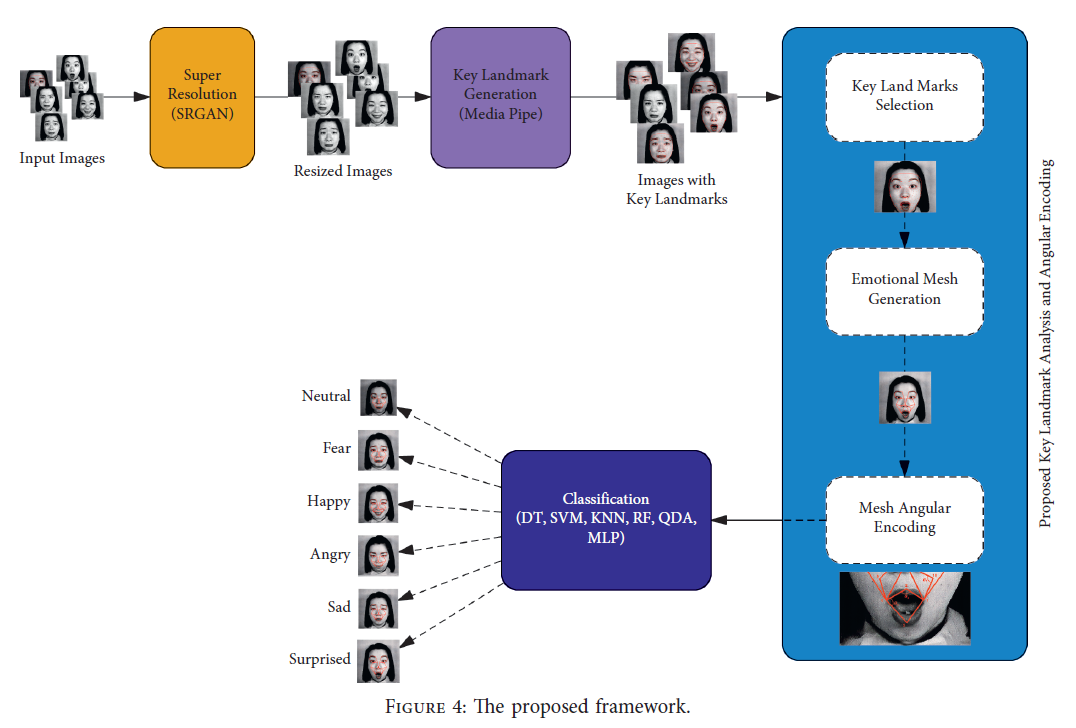 Input Images
Super
Resolution
(SRGAN)
Resized Images
Key Landmark
Generation
(Media Pipe)
Images with
Key Landmarks
Key Land Marks
Selection
Emotional Mesh
Generation
Mesh Angular
Encoding
Proposed Key Landmark Analysis and Angular Encoding
Classification
(DT, SVM, KNN, RF, QDA,
MLP)
Neutral
Fear
Happy
Angry
Sad
Surprised
FIGURE 4: The proposed framework.